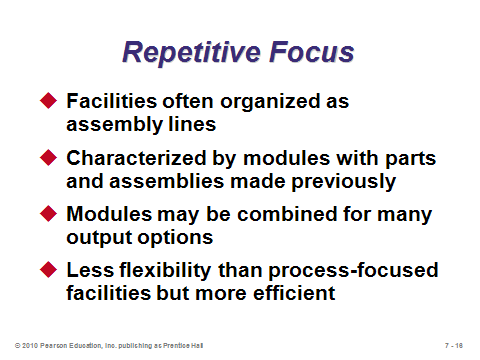 Repetitive Focus
Facilities often organized as
assembly lines
Characterized by modules with parts
and assemblies made previously
Modules may be combined for many
output options
Less flexibility than process-focused
facilities but more efficient
© 2010 Pearson Education, Inc. publishing as Prentice Hall
7 - 16